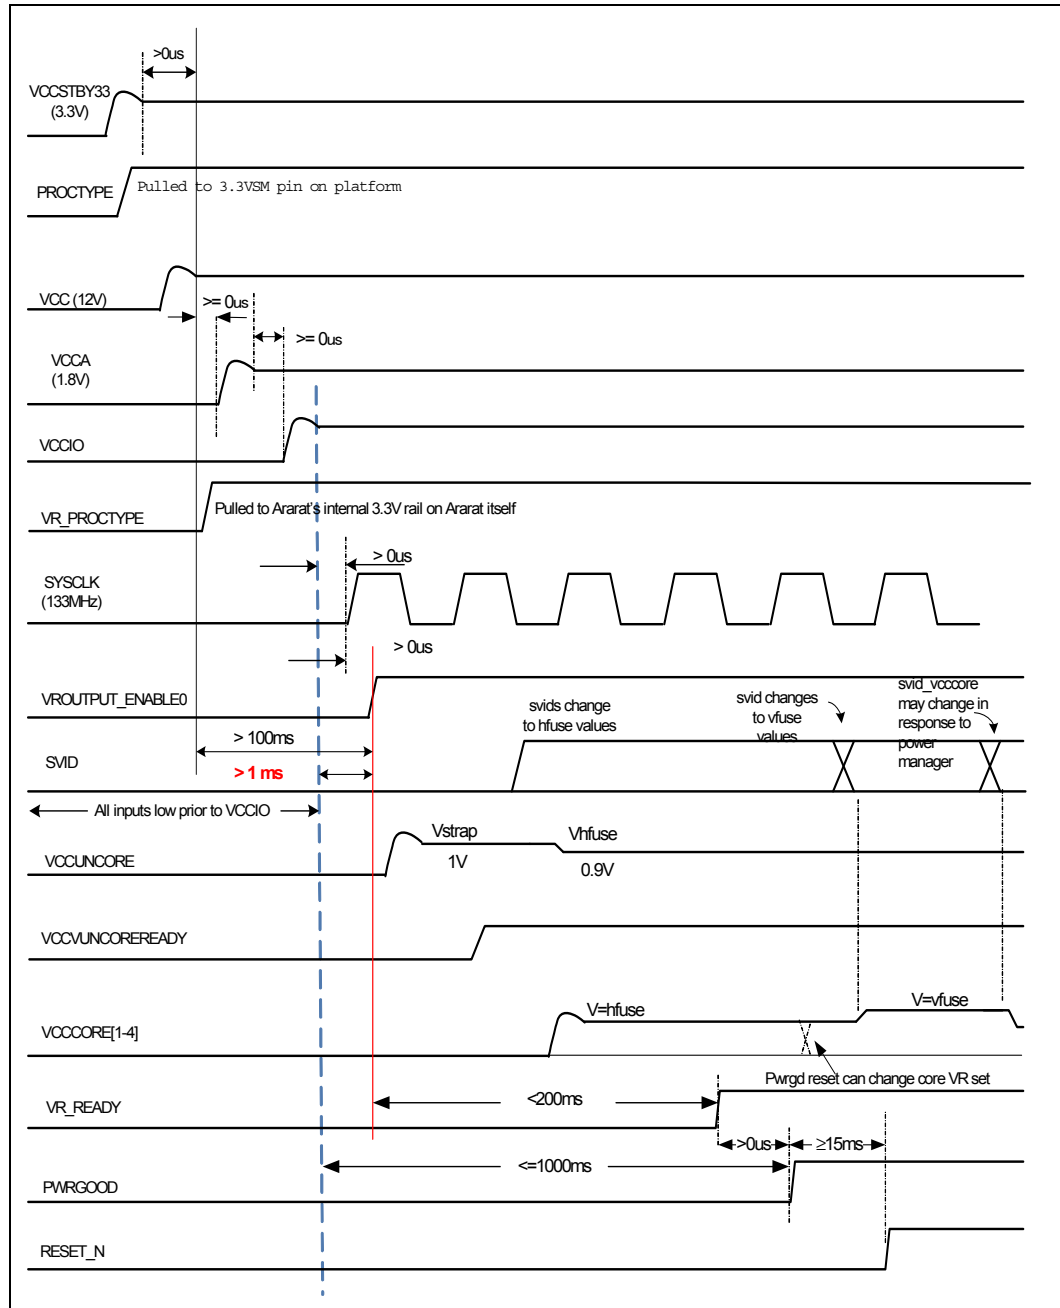 >0us
VCCSTBY33
(3.3V)
PROCTYPE
Pulled to 3.3VSM pin on platform
VCC (12V)
>= 0us
>= 0us
VCCA
(1.8V)
VCCIO
VR_PROCTYPE
Pulled to Ararat's internal 3.3V rail on Ararat itself
> 0us
SYSCLK
(133MHz)
> 0us
VROUTPUT_ENABLE0
svids change
to hfuse values
svid changes
to vfuse
values
svid_vcccore
may change in
response to
power
manager
> 100ms
SVID
> 1 ms
All inputs low prior to VCCIO
Vstrap
Vhfuse
VCCUNCORE
1V
0.9V
VCCVUNCOREREADY
V=hfuse
V=vfuse
VCCCORE[1-4]
Pwrgd reset can change core VR set
VR_READY
<200ms
>0us
≥15ms
<=1000ms
PWRGOOD
RESET_N